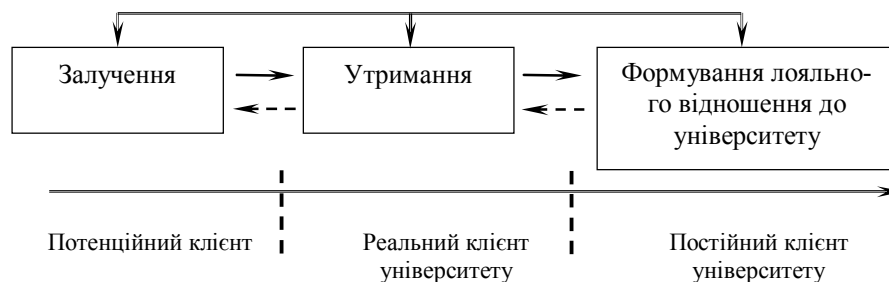 Залучення
Утримання
Формування лояльно-
го відношення до
університету
Потенційний клієнт
Реальний клієнт
університету
Постійний клієнт
університету